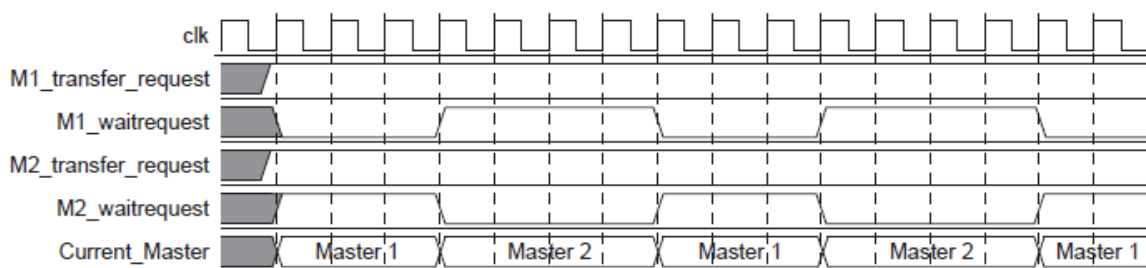 clk
M1_transfer_request
M1_waitrequest
M2_transfer_request
M2_waitrequest
Current_Master Master 1 Master 2 Master 1 Master 2 Master 1